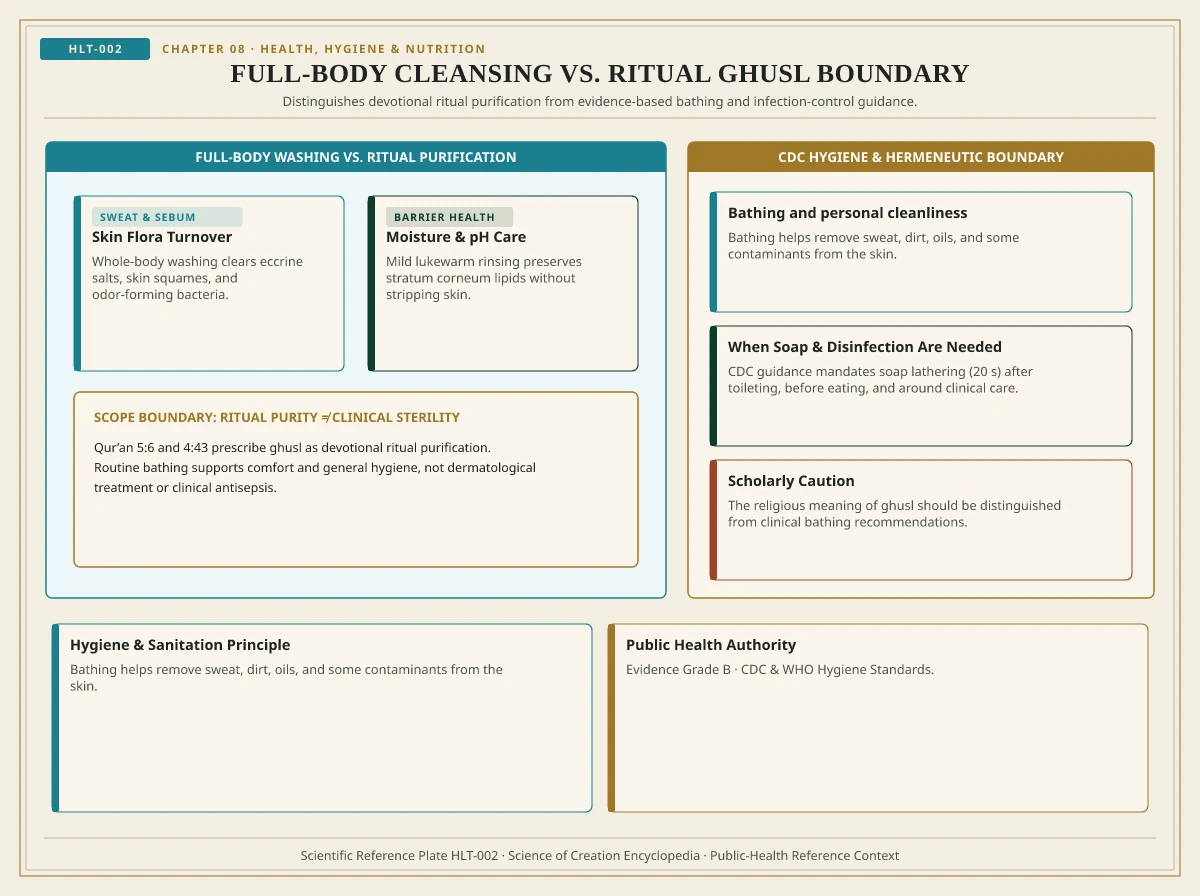 HLT-002
CHAPTER 08 · HEALTH, HYGIENE & NUTRITION
FULL-BODY CLEANSING VS. RITUAL GHUSL BOUNDARY
Distinguishes devotional ritual purification from evidence-based bathing and infection-control guidance.
FULL-BODY WASHING VS. RITUAL PURIFICATION
SWEAT & SEBUM
Skin Flora Turnover
Whole-body washing clears eccrine
salts, skin squames, and
odor-forming bacteria.
BARRIER HEALTH
Moisture & pH Care
Mild lukewarm rinsing preserves
stratum corneum lipids without
stripping skin.
SCOPE BOUNDARY: RITUAL PURITY ≠ CLINICAL STERILITY
Qur’an 5:6 and 4:43 prescribe ghusl as devotional ritual purification.
Routine bathing supports comfort and general hygiene, not dermatological
treatment or clinical antisepsis.
CDC HYGIENE & HERMENEUTIC BOUNDARY
Bathing and personal cleanliness
Bathing helps remove sweat, dirt, oils, and some
contaminants from the skin.
When Soap & Disinfection Are Needed
CDC guidance mandates soap lathering (20 s) after
toileting, before eating, and around clinical care.
Scholarly Caution
The religious meaning of ghusl should be distinguished
from clinical bathing recommendations.
Hygiene & Sanitation Principle
Bathing helps remove sweat, dirt, oils, and some contaminants from the
skin.
Public Health Authority
Evidence Grade B · CDC & WHO Hygiene Standards.
Scientific Reference Plate HLT-002 · Science of Creation Encyclopedia · Public-Health Reference Context